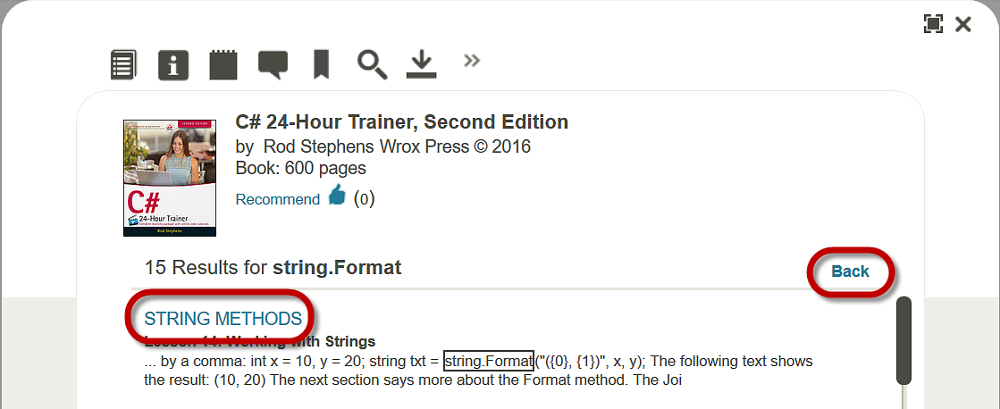 C# 24-Hour Trainer, Second Edition
by Rod Stephens Wrox Press © 2016
Book: 600 pages
Recommend (0)
SECOND EDITION
C#
24-Hour Trainer
Rod Stephens
15 Results for string.Format
Back
STRING METHODS
Lesson 14: Working with Strings
... by a comma: int x = 10, y = 20; string txt = string.Format("({0}, {1})", x, y); The following text shows
the result: (10, 20) The next section says more about the Format method. The Joi